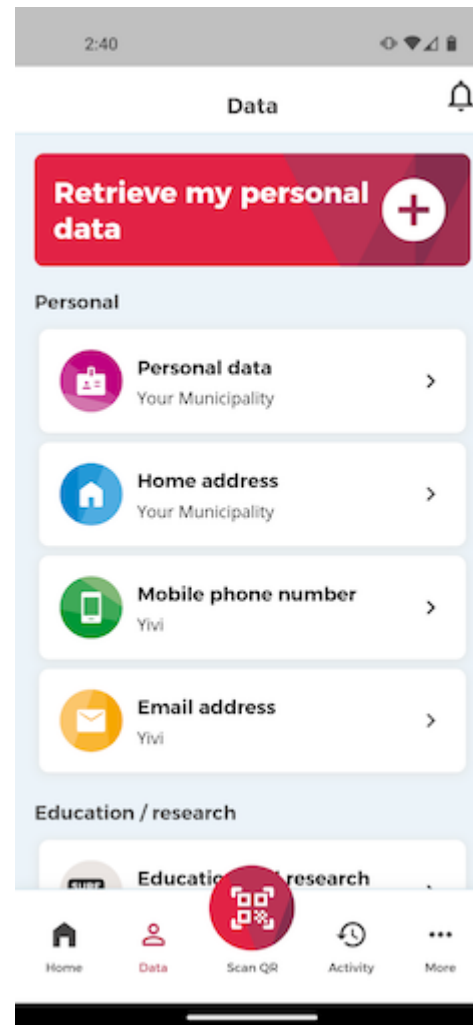 2:40
Data
Retrieve my personal
data
Personal
Personal data
Your Municipality
Home address
Your Municipality
Mobile phone number
Yivi
Email address
Yivi
Education / research
research
Home
Data
Scan QR
Activity
More